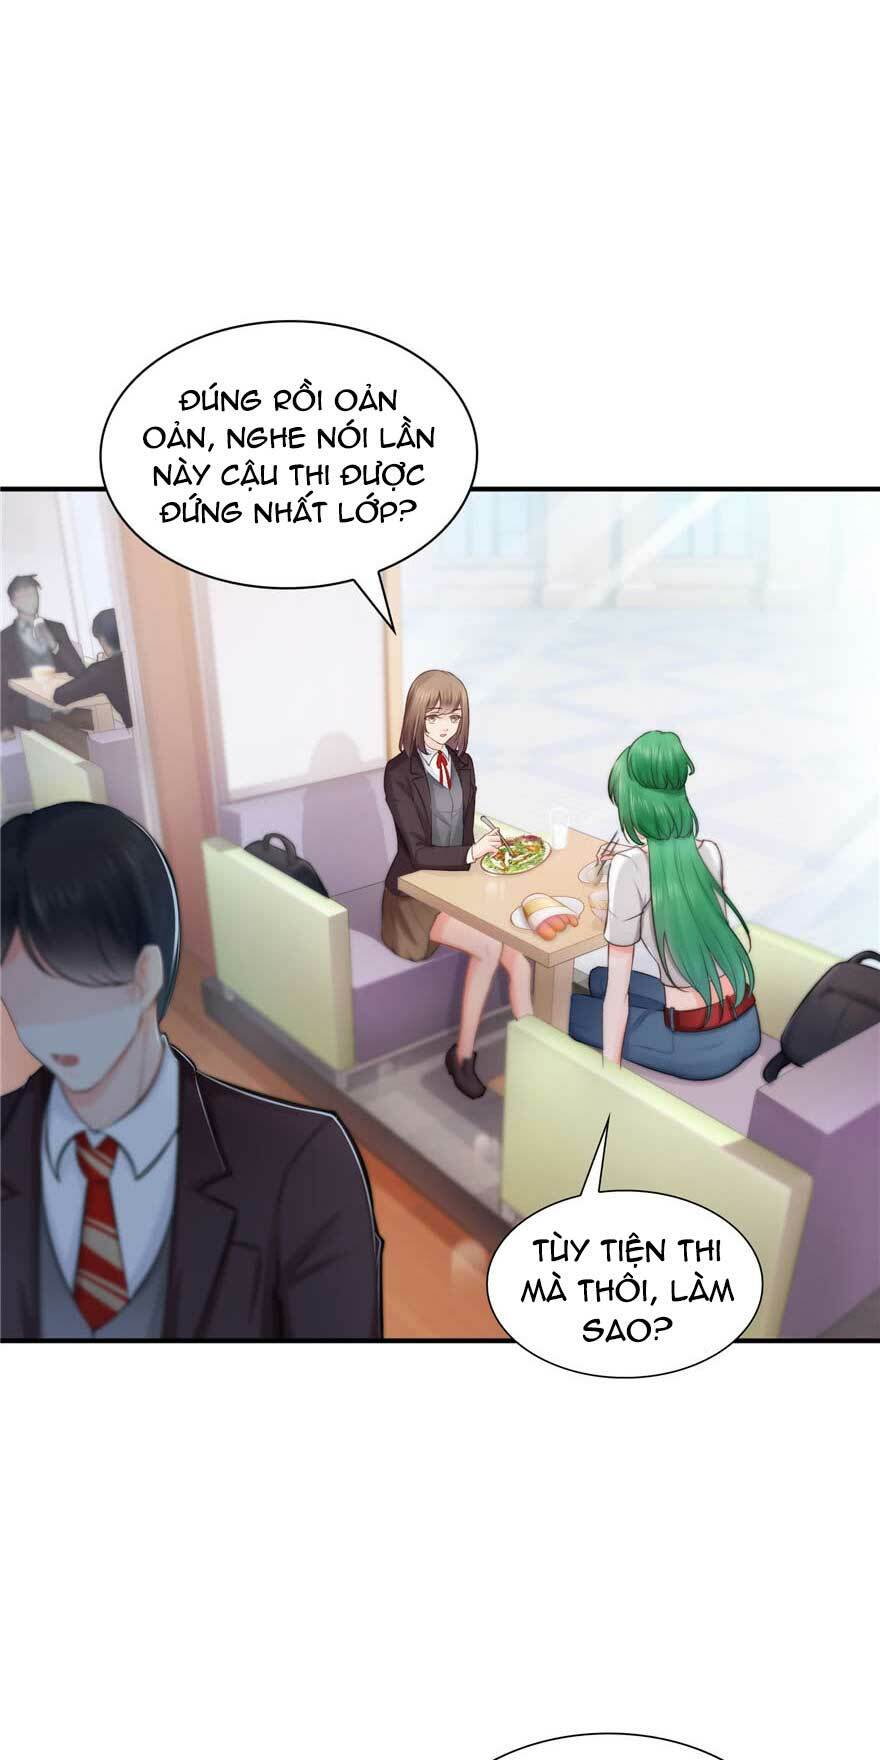 ĐÚNG RỒI OẢN
OẢN, NGHE NÓI LẦN
NÀY CẬU THI ĐƯỢC
ĐỨNG NHẤT LỚP?
TÙY TIỆN THI
MÀ THÔI, LÀM
SAO?